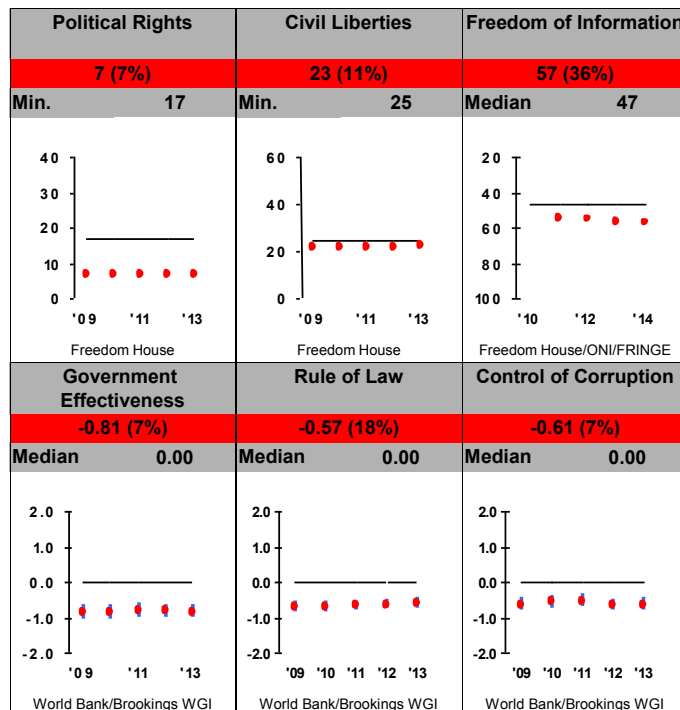 Political Rights
7 (7%)
Min. 17
40
30
20
10
0
'09 '11 '13
Freedom House
Civil Liberties
23 (11%)
Min. 25
60
40
20
0
'09 '11 '13
Freedom House
Freedom of Information
57 (36%)
Median 47
20
40
60
80
100
'10 '12 '14
Freedom House/ONI/FRINGE
Government
Effectiveness
-0.81 (7%)
Median 0.00
2.0
1.0
0.0
-1.0
-2.0
'09 '11 '13
World Bank/Brookings WGI
Rule of Law
-0.57 (18%)
Median 0.00
2.0
1.0
0.0
-1.0
-2.0
'09 '10 '11 '12 '13
World Bank/Brookings WGI
Control of Corruption
-0.61 (7%)
Median 0.00
2.0
1.0
0.0
-1.0
-2.0
'09 '10 '11 '12 '13
World Bank/Brookings WGI